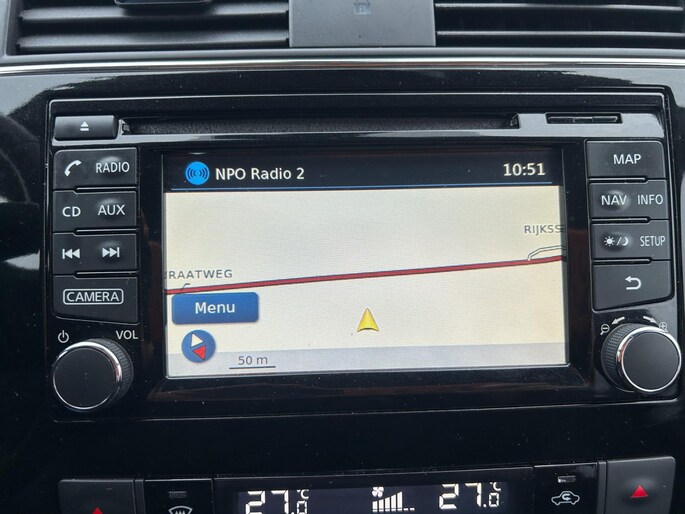 RADIO
CD AUX
CAMERA
VOL
NPO Radio 2 10:51
RIJKSS
RAATWEG
Menu
50 m
MAP
NAV INFO
SETUP
27.0 °C
27.0 °C